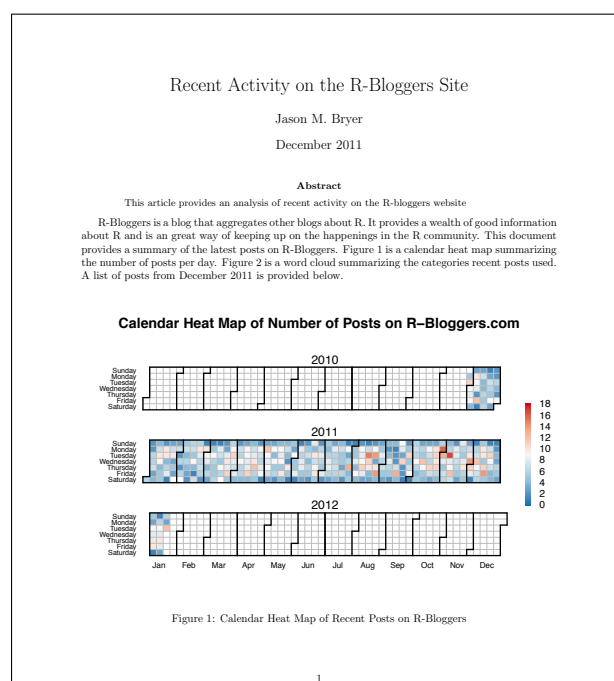 Recent Activity on the R-Bloggers Site
Jason M. Bryer
December 2011
Abstract
This article provides an analysis of recent activity on the R-bloggers website
R-Bloggers is a blog that aggregates other blogs about R. It provides a wealth of good information
about R and is an great way of keeping up on the happenings in the R community. This document
provides a summary of the latest posts on R-Bloggers. Figure 1 is a calendar heat map summarizing
the number of posts per day. Figure 2 is a word cloud summarizing the categories recent posts used.
A list of posts from December 2011 is provided below.
Calendar Heat Map of Number of Posts on R−Bloggers.com
2010
Sunday
Monday
Tuesday
Wednesday
Thursday
Friday
Saturday
2011
Sunday
Monday
Tuesday
Wednesday
Thursday
Friday
Saturday
2012
Sunday
Monday
Tuesday
Wednesday
Thursday
Friday
Saturday
Jan Feb Mar Apr May Jun Jul Aug Sep Oct Nov Dec
18
16
14
12
10
8
6
4
2
0
Figure 1: Calendar Heat Map of Recent Posts on R-Bloggers
1